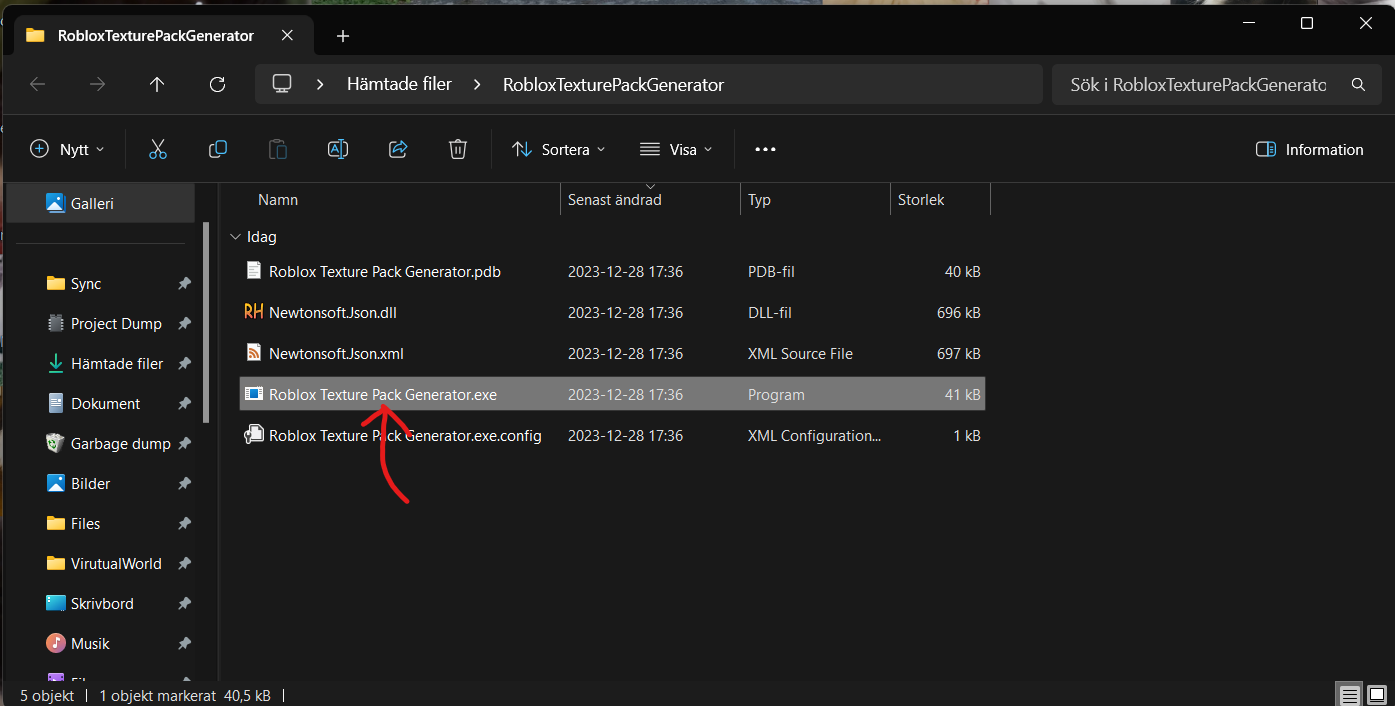 RobloxTexturePackGenerator
Hämtade filer
RobloxTexturePackGenerator
Sök i RobloxTexturePackGenerato
Nytt
Sortera
Visa
Information
Namn
Senast ändrad
Typ
Storlek
Galleri
Idag
Roblox Texture Pack Generator.pdb 2023-12-28 17:36 PDB-fil 40 kB
RH Newtonsoft.Json.dll 2023-12-28 17:36 DLL-fil 696 kB
Newtonsoft.Json.xml 2023-12-28 17:36 XML Source File 697 kB
Roblox Texture Pack Generator.exe 2023-12-28 17:36 Program 41 kB
Roblox Texture Pack Generator.exe.config 2023-12-28 17:36 XML Configuration... 1 kB
Sync
Project Dump
Hämtade filer
Dokument
Garbage dump
Bilder
Files
VirutualWorld
Skrivbord
Musik
5 objekt
1 objekt markerat 40,5 kB